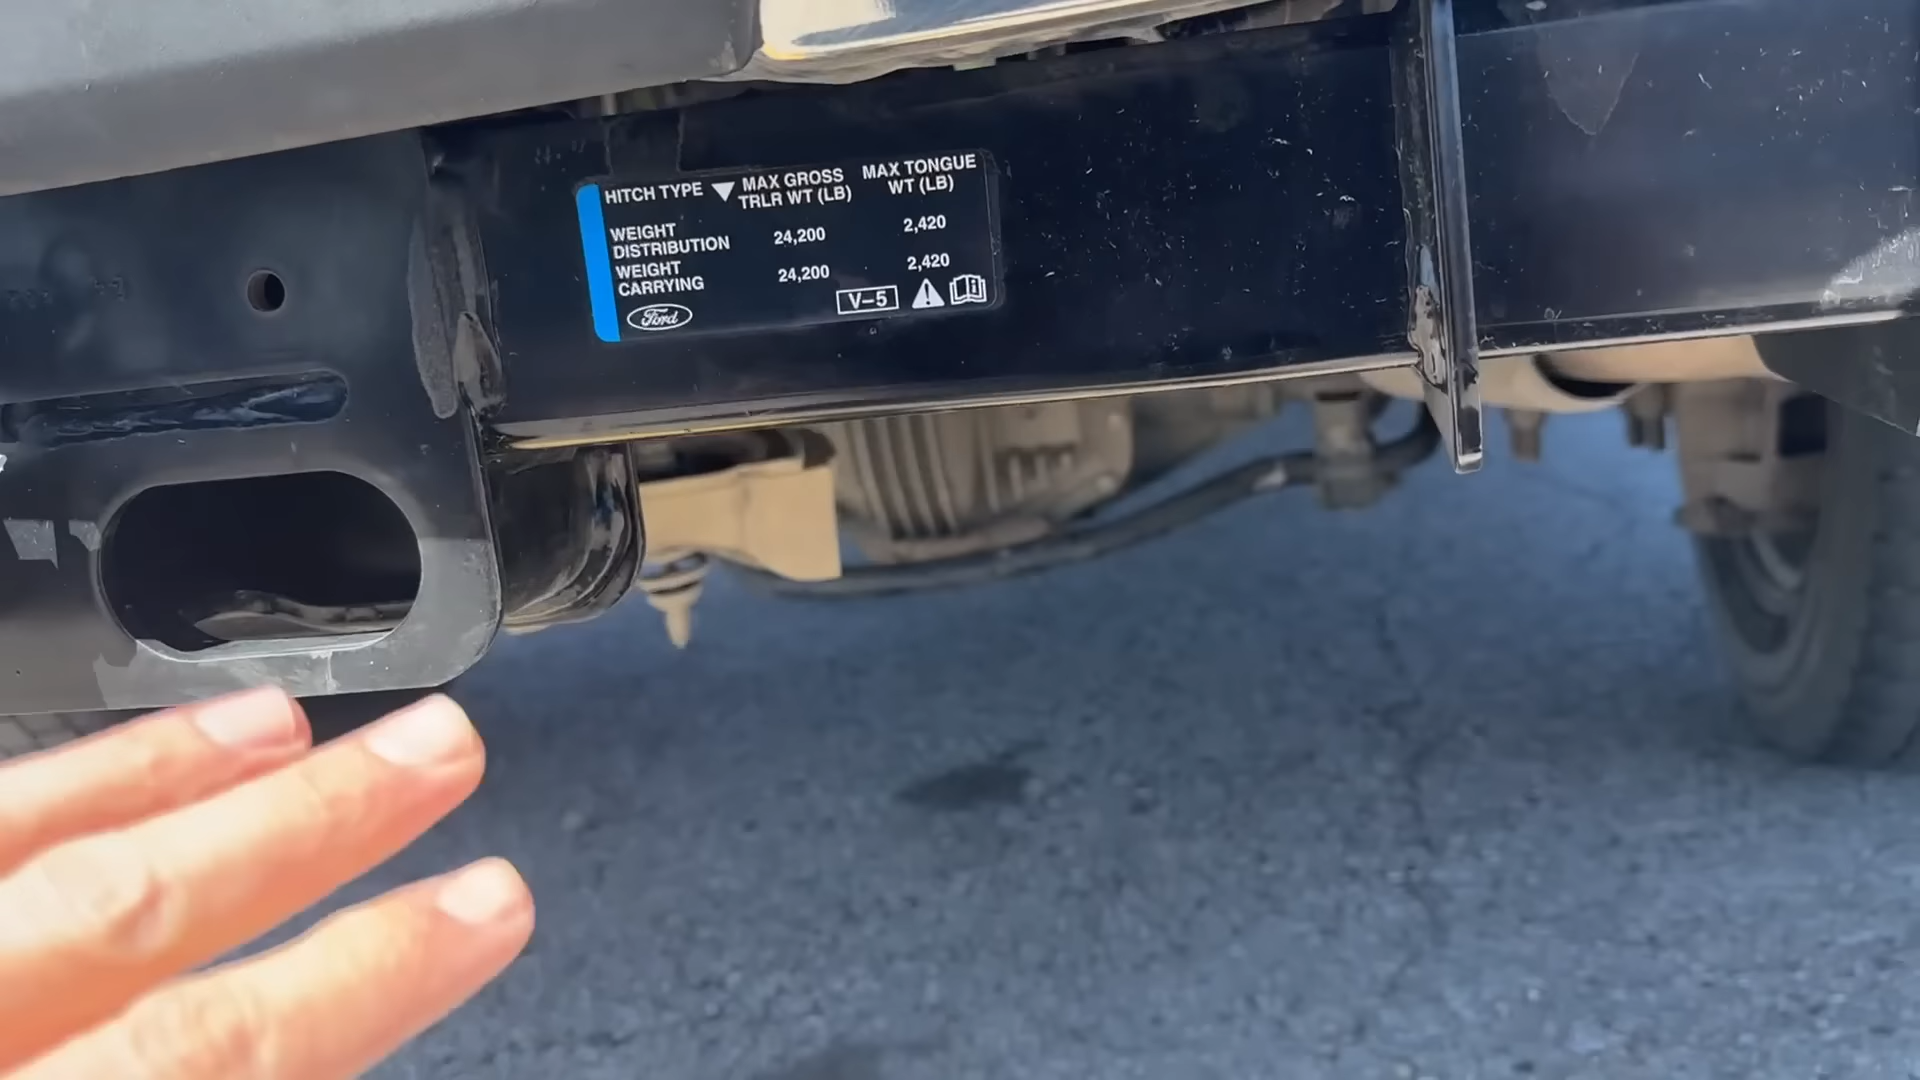 HITCH TYPE ▼ MAX GROSS TRLR WT (LB) MAX TONGUE WT (LB)
WEIGHT DISTRIBUTION 24,200 2,420
WEIGHT CARRYING 24,200 2,420
Ford V-5